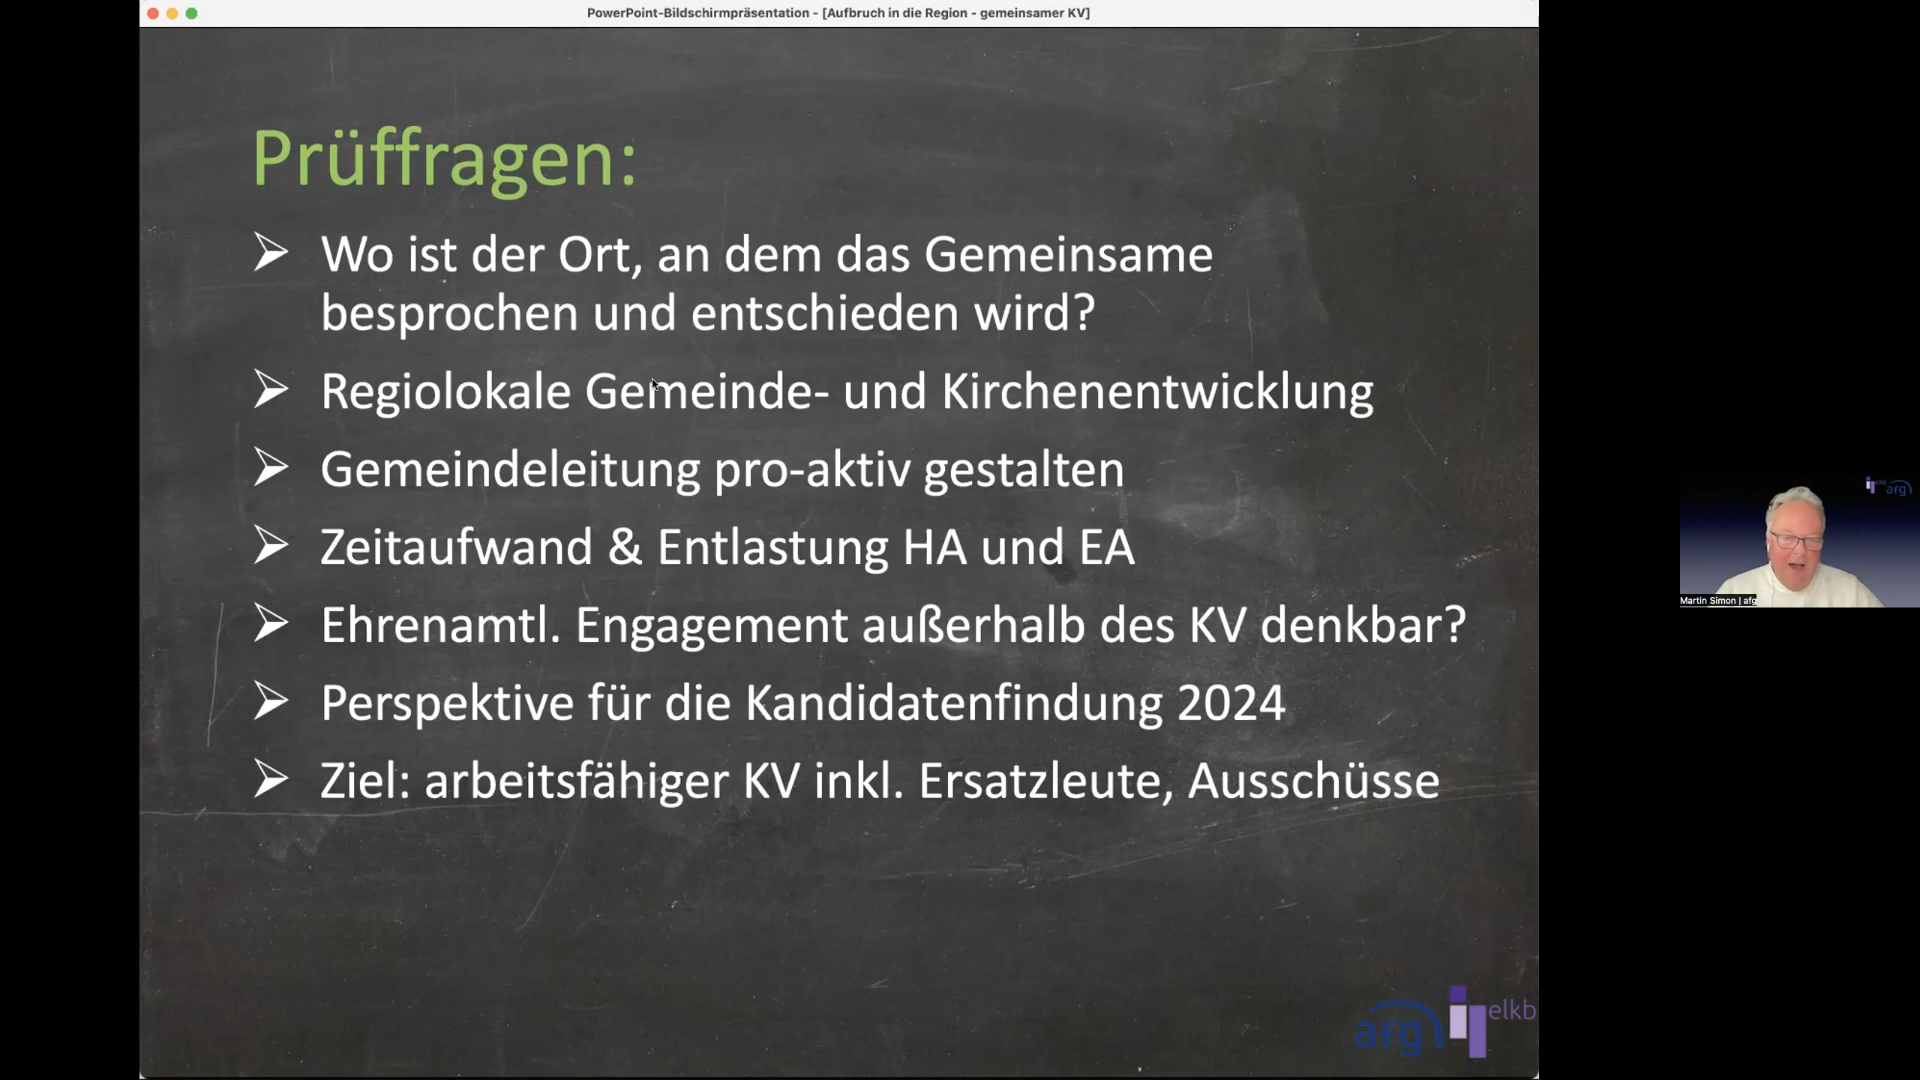 PowerPoint-Bildschirmpräsentation - [Aufbruch in die Region - gemeinsamer KV]
Prüffragen:
Wo ist der Ort, an dem das Gemeinsame
besprochen und entschieden wird?
Regiolokale Gemeinde- und Kirchenentwicklung
Gemeindeleitung pro-aktiv gestalten
Zeitaufwand & Entlastung HA und EA
Ehrenamtl. Engagement außerhalb des KV denkbar?
Perspektive für die Kandidatenfindung 2024
Ziel: arbeitsfähiger KV inkl. Ersatzleute, Ausschüsse
afg elkb
afg
Martin Simon | afg